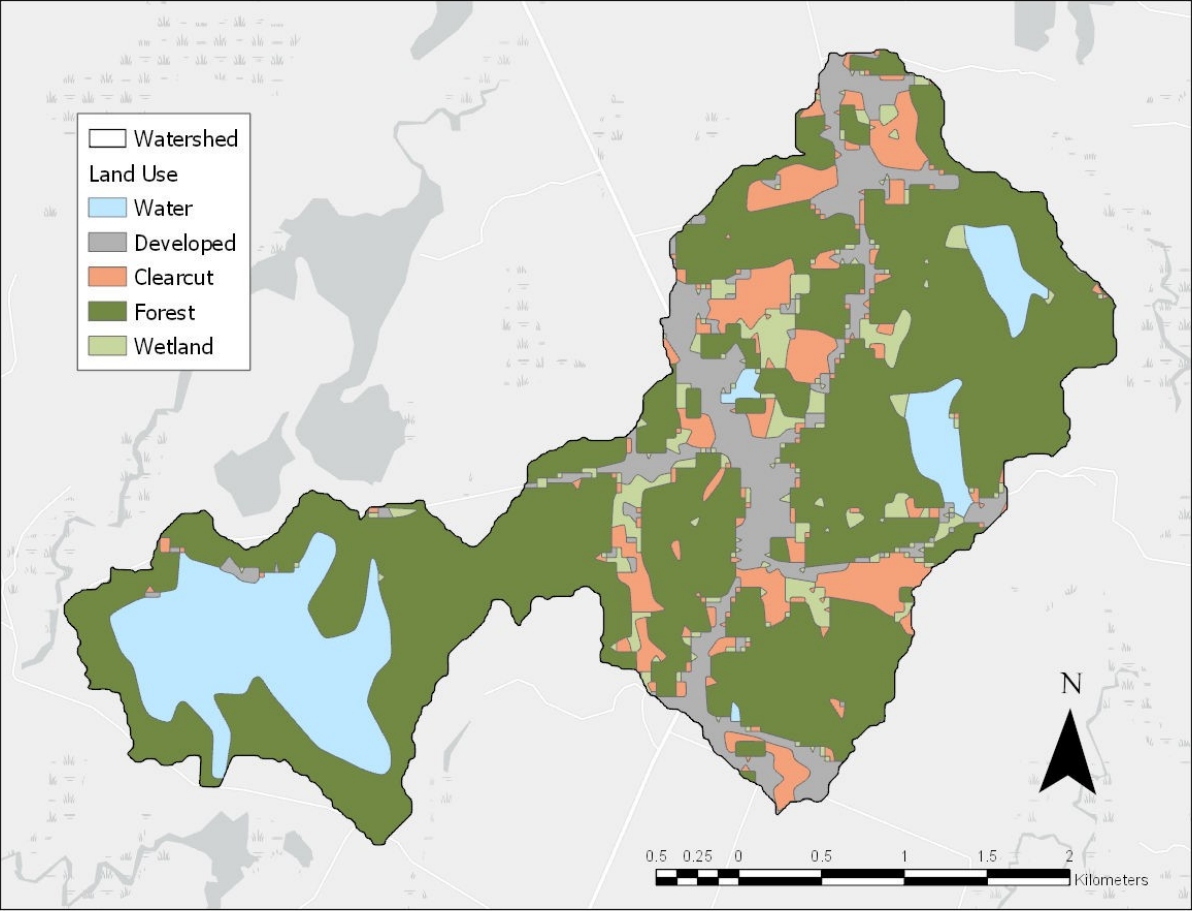 Watershed
Land Use
Water
Developed
Clearcut
Forest
Wetland
N
0.5 0.25 0 0.5 1 1.5 2
Kilometers